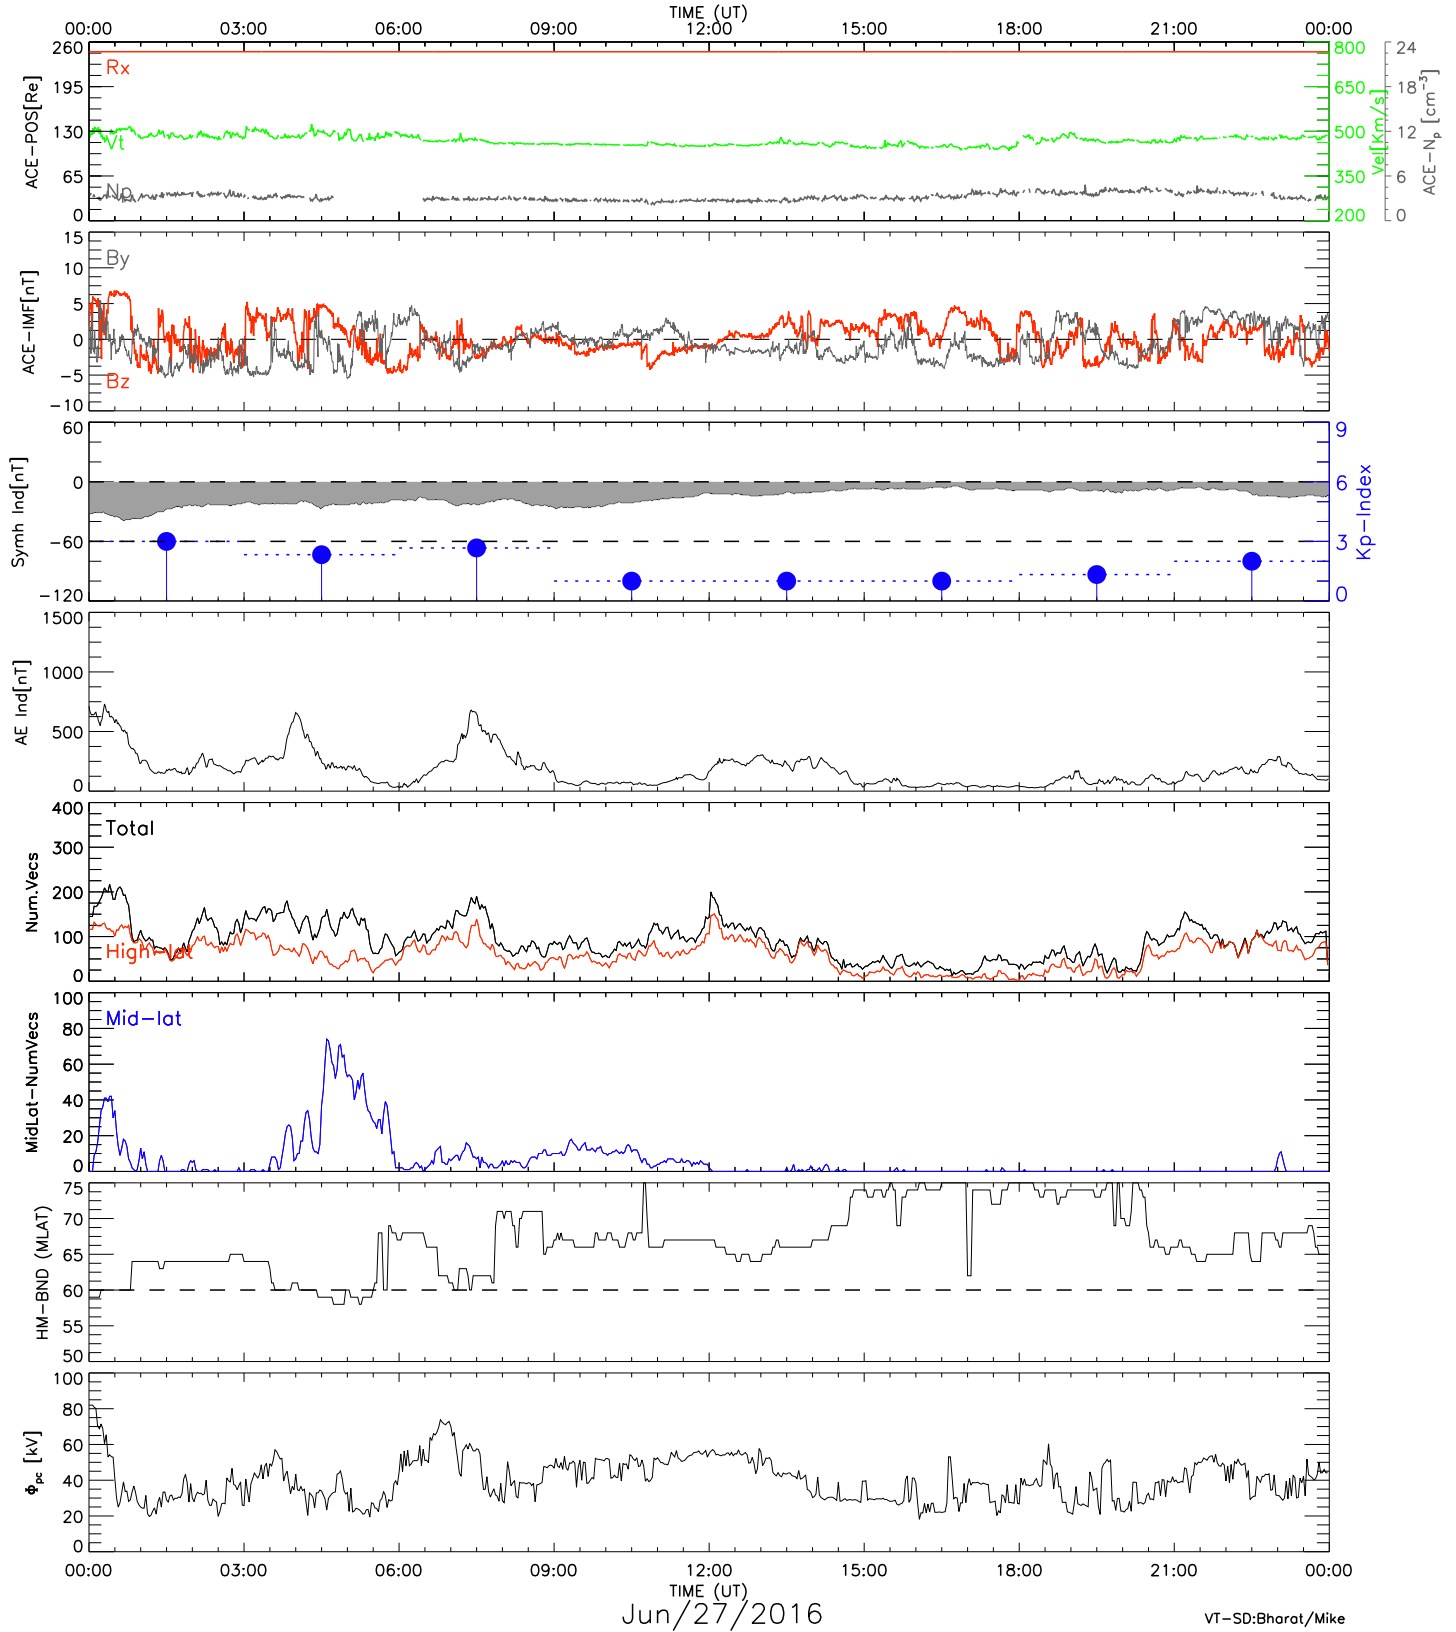 TIME (UT)
00:00 03:00 06:00 09:00 12:00 15:00 18:00 21:00 00:00
260 195 130 65 0
ACE-POS[Re]
Rx
Vt
Np
800 650 500 350 200
Vel[Km/s]
24 18 12 6 0
ACE-Np [cm-3]
15 10 5 0 -5 -10
ACE-IMF[nT]
By
Bz
60 0 -60 -120
Symh Ind[nT]
9 6 3 0
Kp-Index
1500 1000 500 0
AE Ind[nT]
400 300 200 100 0
Num.Vecs
Total
High-lat
100 80 60 40 20 0
MidLat-NumVecs
Mid-lat
75 70 65 60 55 50
HM-BND (MLAT)
100 80 60 40 20 0
Φpc [kV]
00:00 03:00 06:00 09:00 12:00 15:00 18:00 21:00 00:00
TIME (UT)
Jun/27/2016
VT-SD:Bharat/Mike